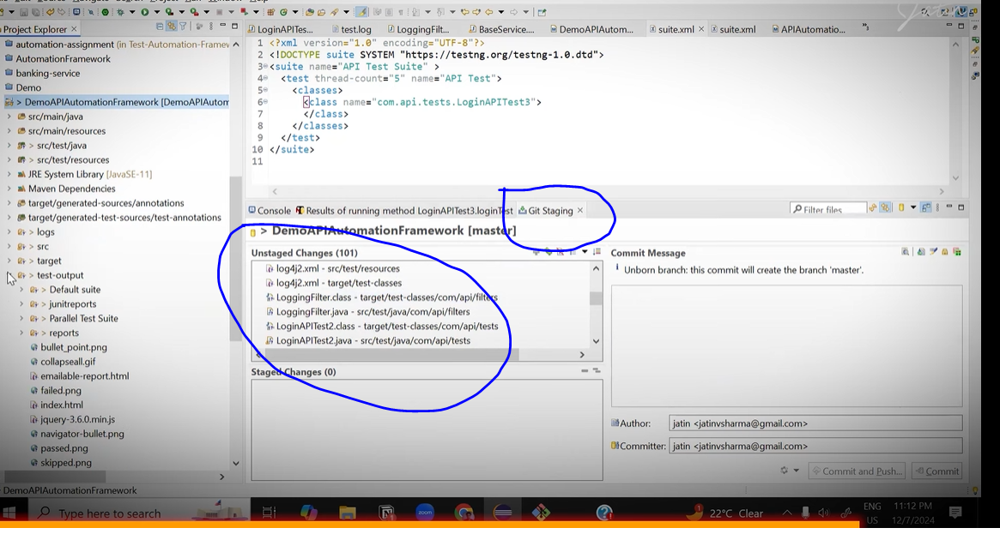 Project Explorer ×
LoginAPITes...
test.log
LoggingFilt...
BaseService....
DemoAPIAutom...
suite.xml ×
suite.xml
APIAutomatio...
automation-assignment (in Test-Automation-Framew
AutomationFramework
banking-service
Demo
> DemoAPIAutomationFramework [DemoAPIAutom
> src/main/java
> src/main/resources
> > src/test/java
> > src/test/resources
> JRE System Library [JavaSE-11]
> Maven Dependencies
> target/generated-sources/annotations
> target/generated-test-sources/test-annotations
> > logs
> > src
> > target
> test-output
> > Default suite
> > junitreports
> > Parallel Test Suite
> > reports
bullet_point.png
collapseall.gif
emailable-report.html
failed.png
index.html
jquery-3.6.0.min.js
navigator-bullet.png
passed.png
skipped.png
1 <?xml version="1.0" encoding="UTF-8"?>
2 <!DOCTYPE suite SYSTEM "https://testng.org/testng-1.0.dtd">
3 <suite name="API Test Suite" >
4 <test thread-count="5" name="API Test">
5 <classes>
6 <class name="com.api.tests.LoginAPITest3">
7 </class>
8 </classes>
9 </test>
10 </suite>
11
Console
Results of running method LoginAPITest3.loginTest
Git Staging ×
Filter files
> DemoAPIAutomationFramework [master]
Unstaged Changes (101)
log4j2.xml - src/test/resources
log4j2.xml - target/test-classes
LoggingFilter.class - target/test-classes/com/api/filters
LoggingFilter.java - src/test/java/com/api/filters
LoginAPITest2.class - target/test-classes/com/api/tests
LoginAPITest2.java - src/test/java/com/api/tests
Staged Changes (0)
Commit Message
Unborn branch: this commit will create the branch 'master'.
Author:
jatin <jatinvsharma@gmail.com>
Committer:
jatin <jatinvsharma@gmail.com>
Commit and Push...
Commit
DemoAPIAutomationFramework
Type here to search
zoom
22°C Clear
ENG
US
11:12 PM
12/7/2024